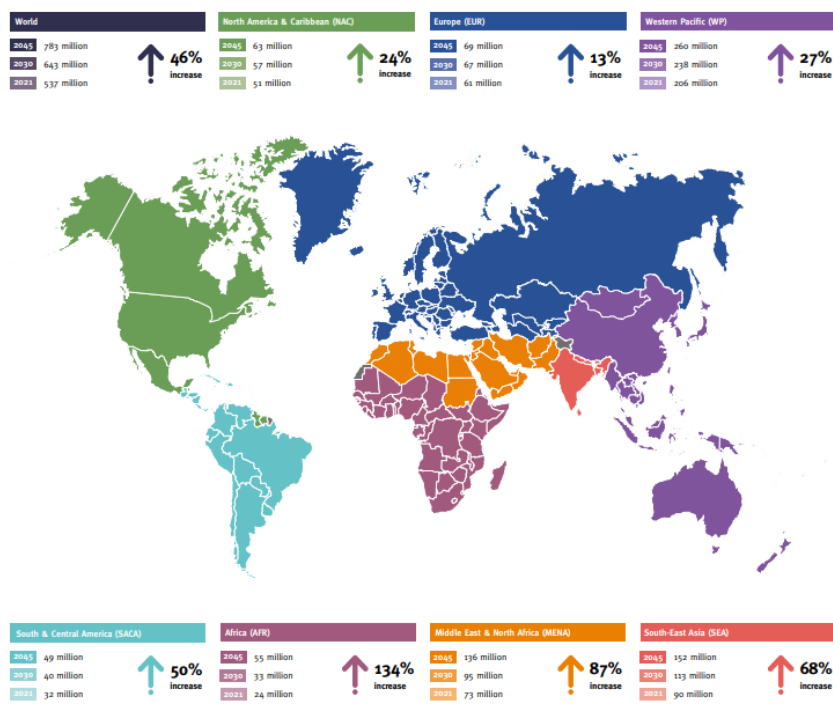 World
2045 783 million
2030 643 million
2021 537 million
46%
increase
North America & Caribbean (NAC)
2045 63 million
2030 57 million
2021 51 million
24%
increase
Europe (EUR)
2045 69 million
2030 67 million
2021 61 million
13%
increase
Western Pacific (WP)
2045 260 million
2030 238 million
2021 206 million
27%
increase
South & Central America (SACA)
2045 49 million
2030 40 million
2021 32 million
50%
increase
Africa (AFR)
2045 55 million
2030 33 million
2021 24 million
134%
increase
Middle East & North Africa (MENA)
2045 136 million
2030 95 million
2021 73 million
87%
increase
South-East Asia (SEA)
2045 152 million
2030 113 million
2021 90 million
68%
increase